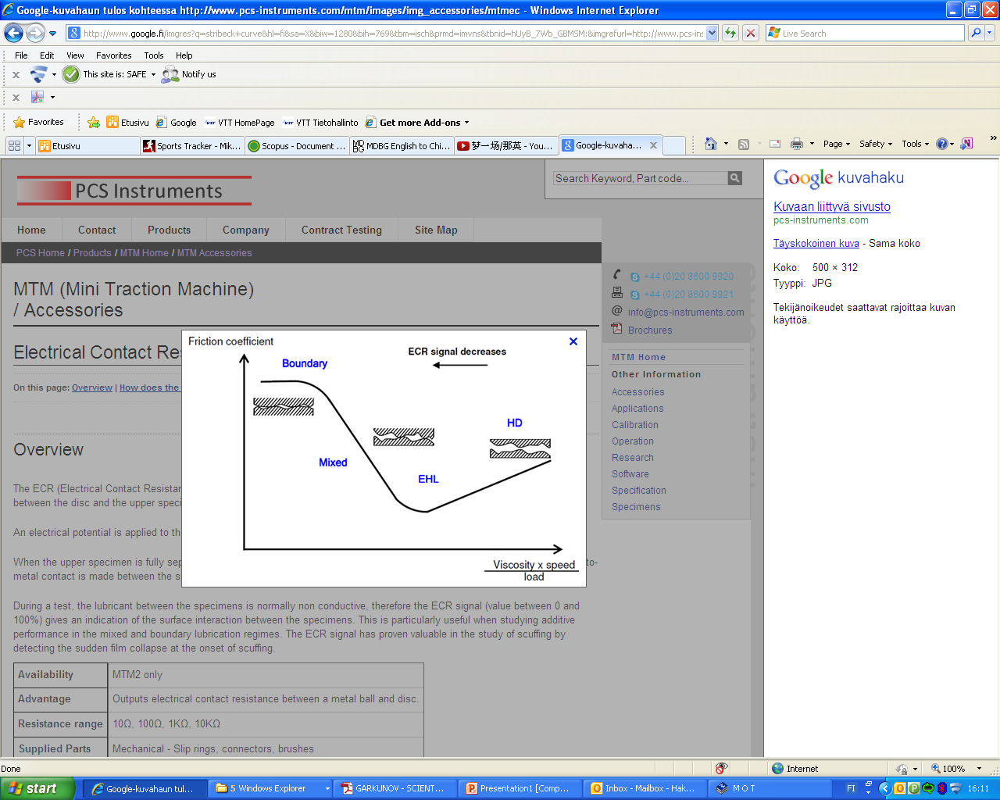 Google-kuvahaun tulos kohteessa http://www.pcs-instruments.com/mtm/images/img_accessories/mtmec - Windows Internet Explorer
http://www.google.fi/imgres?q=stribeck+curve&hl=fi&sa=X&biw=1280&bih=769&tbm=isch&prmd=imvns&tbnid=hUyB_7Wb_GBMSM:&imgrefurl=http://www.pcs-ins
Live Search
File Edit View Favorites Tools Help
This site is: SAFE Notify us
Favorites Etusivu Google VTT HomePage VTT Tietohallinto Get more Add-ons
Etusivu Sports Tracker - Mik... Scopus - Document ... MDBG English to Chi... 梦一场/那英 - You... Google-kuvaha... Page Safety Tools
PCS Instruments
Search Keyword, Part code...
Home Contact Products Company Contract Testing Site Map
PCS Home / Products / MTM Home / MTM Accessories
MTM (Mini Traction Machine)
/ Accessories
Electrical Contact Res
On this page: Overview | How does the
Overview
The ECR (Electrical Contact Resistan
between the disc and the upper speci
An electrical potential is applied to th
When the upper specimen is fully sep
to-
metal contact is made between the s
During a test, the lubricant between the specimens is normally non conductive, therefore the ECR signal (value between 0 and
100%) gives an indication of the surface interaction between the specimens. This is particularly useful when studying additive
performance in the mixed and boundary lubrication regimes. The ECR signal has proven valuable in the study of scuffing by
detecting the sudden film collapse at the onset of scuffing.
Availability MTM2 only
Advantage Outputs electrical contact resistance between a metal ball and disc.
Resistance range 10Ω, 100Ω, 1KΩ, 10KΩ
Supplied Parts Mechanical - Slip rings, connectors, brushes
Friction coefficient
ECR signal decreases
Boundary
HD
Mixed
EHL
Viscosity x speed
load
+44 (0)20 8600 9920
+44 (0)20 8600 9921
info@pcs-instruments.com
Brochures
MTM Home
Other Information
Accessories
Applications
Calibration
Operation
Research
Software
Specification
Specimens
Google kuvahaku
Kuvaan liittyvä sivusto
pcs-instruments.com
Täyskokoinen kuva - Sama koko
Koko: 500 × 312
Tyyppi: JPG
Tekijänoikeudet saattavat rajoittaa kuvan
käyttöä.
Done Internet 100%
start Google-kuvahaun tul... 5 Windows Explorer GARKUNOV - SCIENT... Presentation1 [Comp... Inbox - Mailbox - Hak... M O T FI 16:11